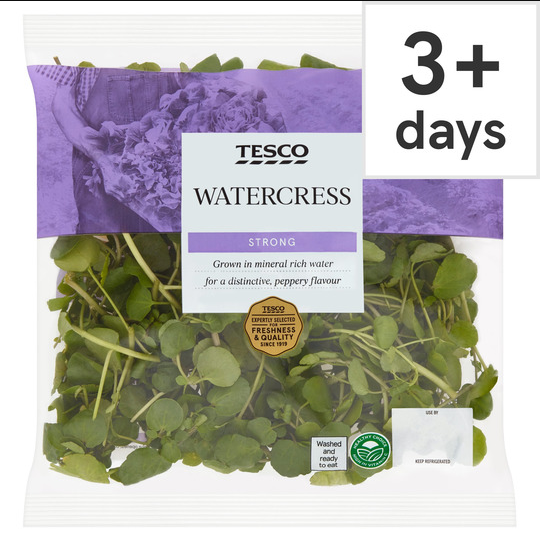 3+
days
TESCO
WATERCRESS
STRONG
Grown in mineral rich water
for a distinctive, peppery flavour
TESCO
EXPERTLY SELECTED
FOR
FRESHNESS
& QUALITY
SINCE 1919
Washed
and
ready
to eat
HEALTHY CHOICE
USE BY
KEEP REFRIGERATED